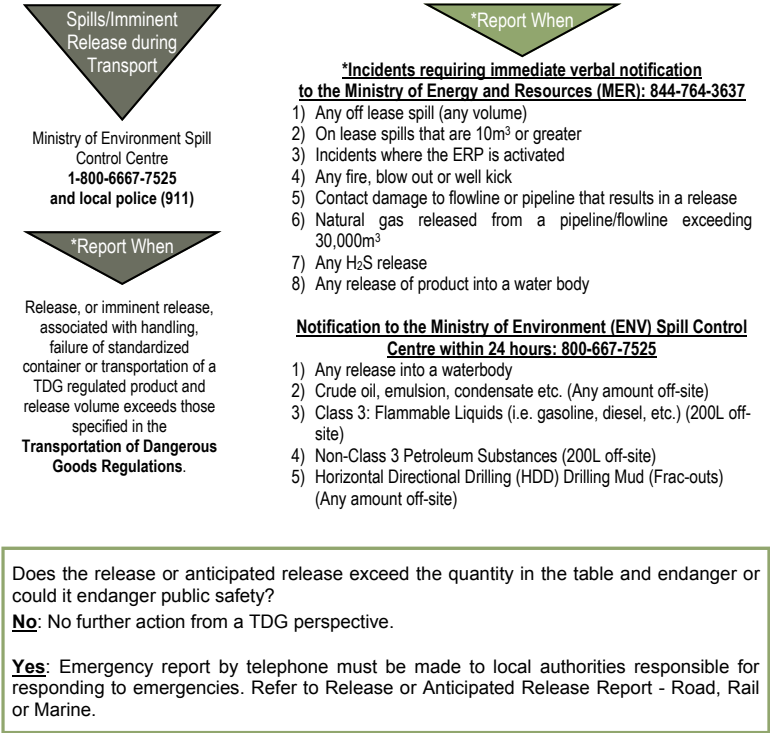 Spills/Imminent
Release during
Transport
Ministry of Environment Spill
Control Centre
1-800-6667-7525
and local police (911)
*Report When
Release, or imminent release,
associated with handling,
failure of standardized
container or transportation of a
TDG regulated product and
release volume exceeds those
specified in the
Transportation of Dangerous
Goods Regulations.
*Report When
*Incidents requiring immediate verbal notification
to the Ministry of Energy and Resources (MER): 844-764-3637
1) Any off lease spill (any volume)
2) On lease spills that are 10m³ or greater
3) Incidents where the ERP is activated
4) Any fire, blow out or well kick
5) Contact damage to flowline or pipeline that results in a release
6) Natural gas released from a pipeline/flowline exceeding
30,000m³
7) Any H₂S release
8) Any release of product into a water body
Notification to the Ministry of Environment (ENV) Spill Control
Centre within 24 hours: 800-667-7525
1) Any release into a waterbody
2) Crude oil, emulsion, condensate etc. (Any amount off-site)
3) Class 3: Flammable Liquids (i.e. gasoline, diesel, etc.) (200L off-
site)
4) Non-Class 3 Petroleum Substances (200L off-site)
5) Horizontal Directional Drilling (HDD) Drilling Mud (Frac-outs)
(Any amount off-site)
Does the release or anticipated release exceed the quantity in the table and endanger or
could it endanger public safety?
No: No further action from a TDG perspective.
Yes: Emergency report by telephone must be made to local authorities responsible for
responding to emergencies. Refer to Release or Anticipated Release Report - Road, Rail
or Marine.